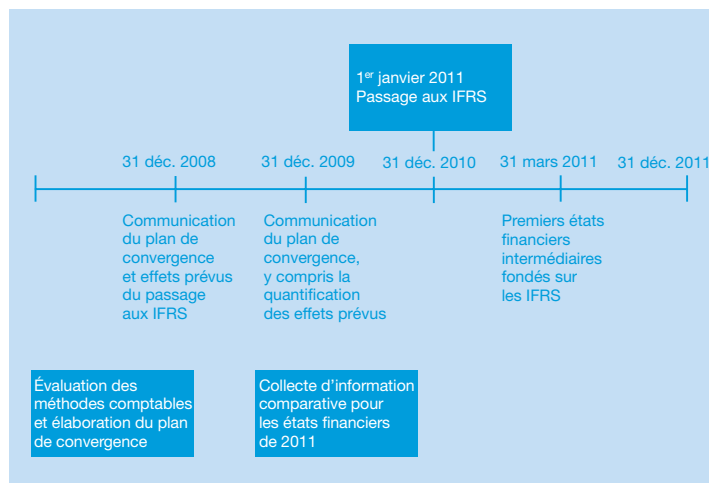 1er janvier 2011
Passage aux IFRS
31 déc. 2008
31 déc. 2009
31 déc. 2010
31 mars 2011
31 déc. 2011
Communication
du plan de
convergence
et effets prévus
du passage
aux IFRS
Communication
du plan de
convergence,
y compris la
quantification
des effets prévus
Premiers états
financiers
intermédiaires
fondés sur
les IFRS
Évaluation des
méthodes comptables
et élaboration du plan
de convergence
Collecte d'information
comparative pour
les états financiers
de 2011